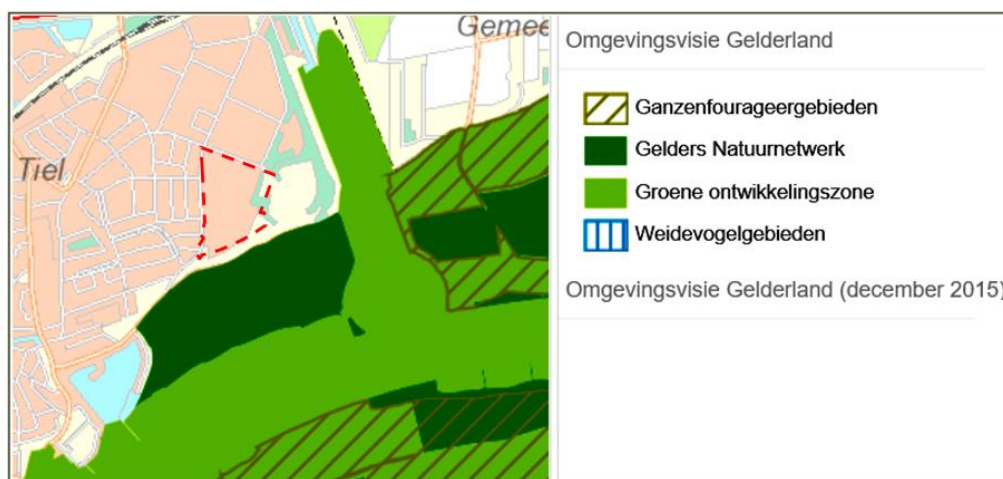 Gemee
Tiel
Omgevingsvisie Gelderland
Ganzenfourageergebieden
Gelders Natuurnetwerk
Groene ontwikkelingszone
Weidevogelgebieden
Omgevingsvisie Gelderland (december 2015)